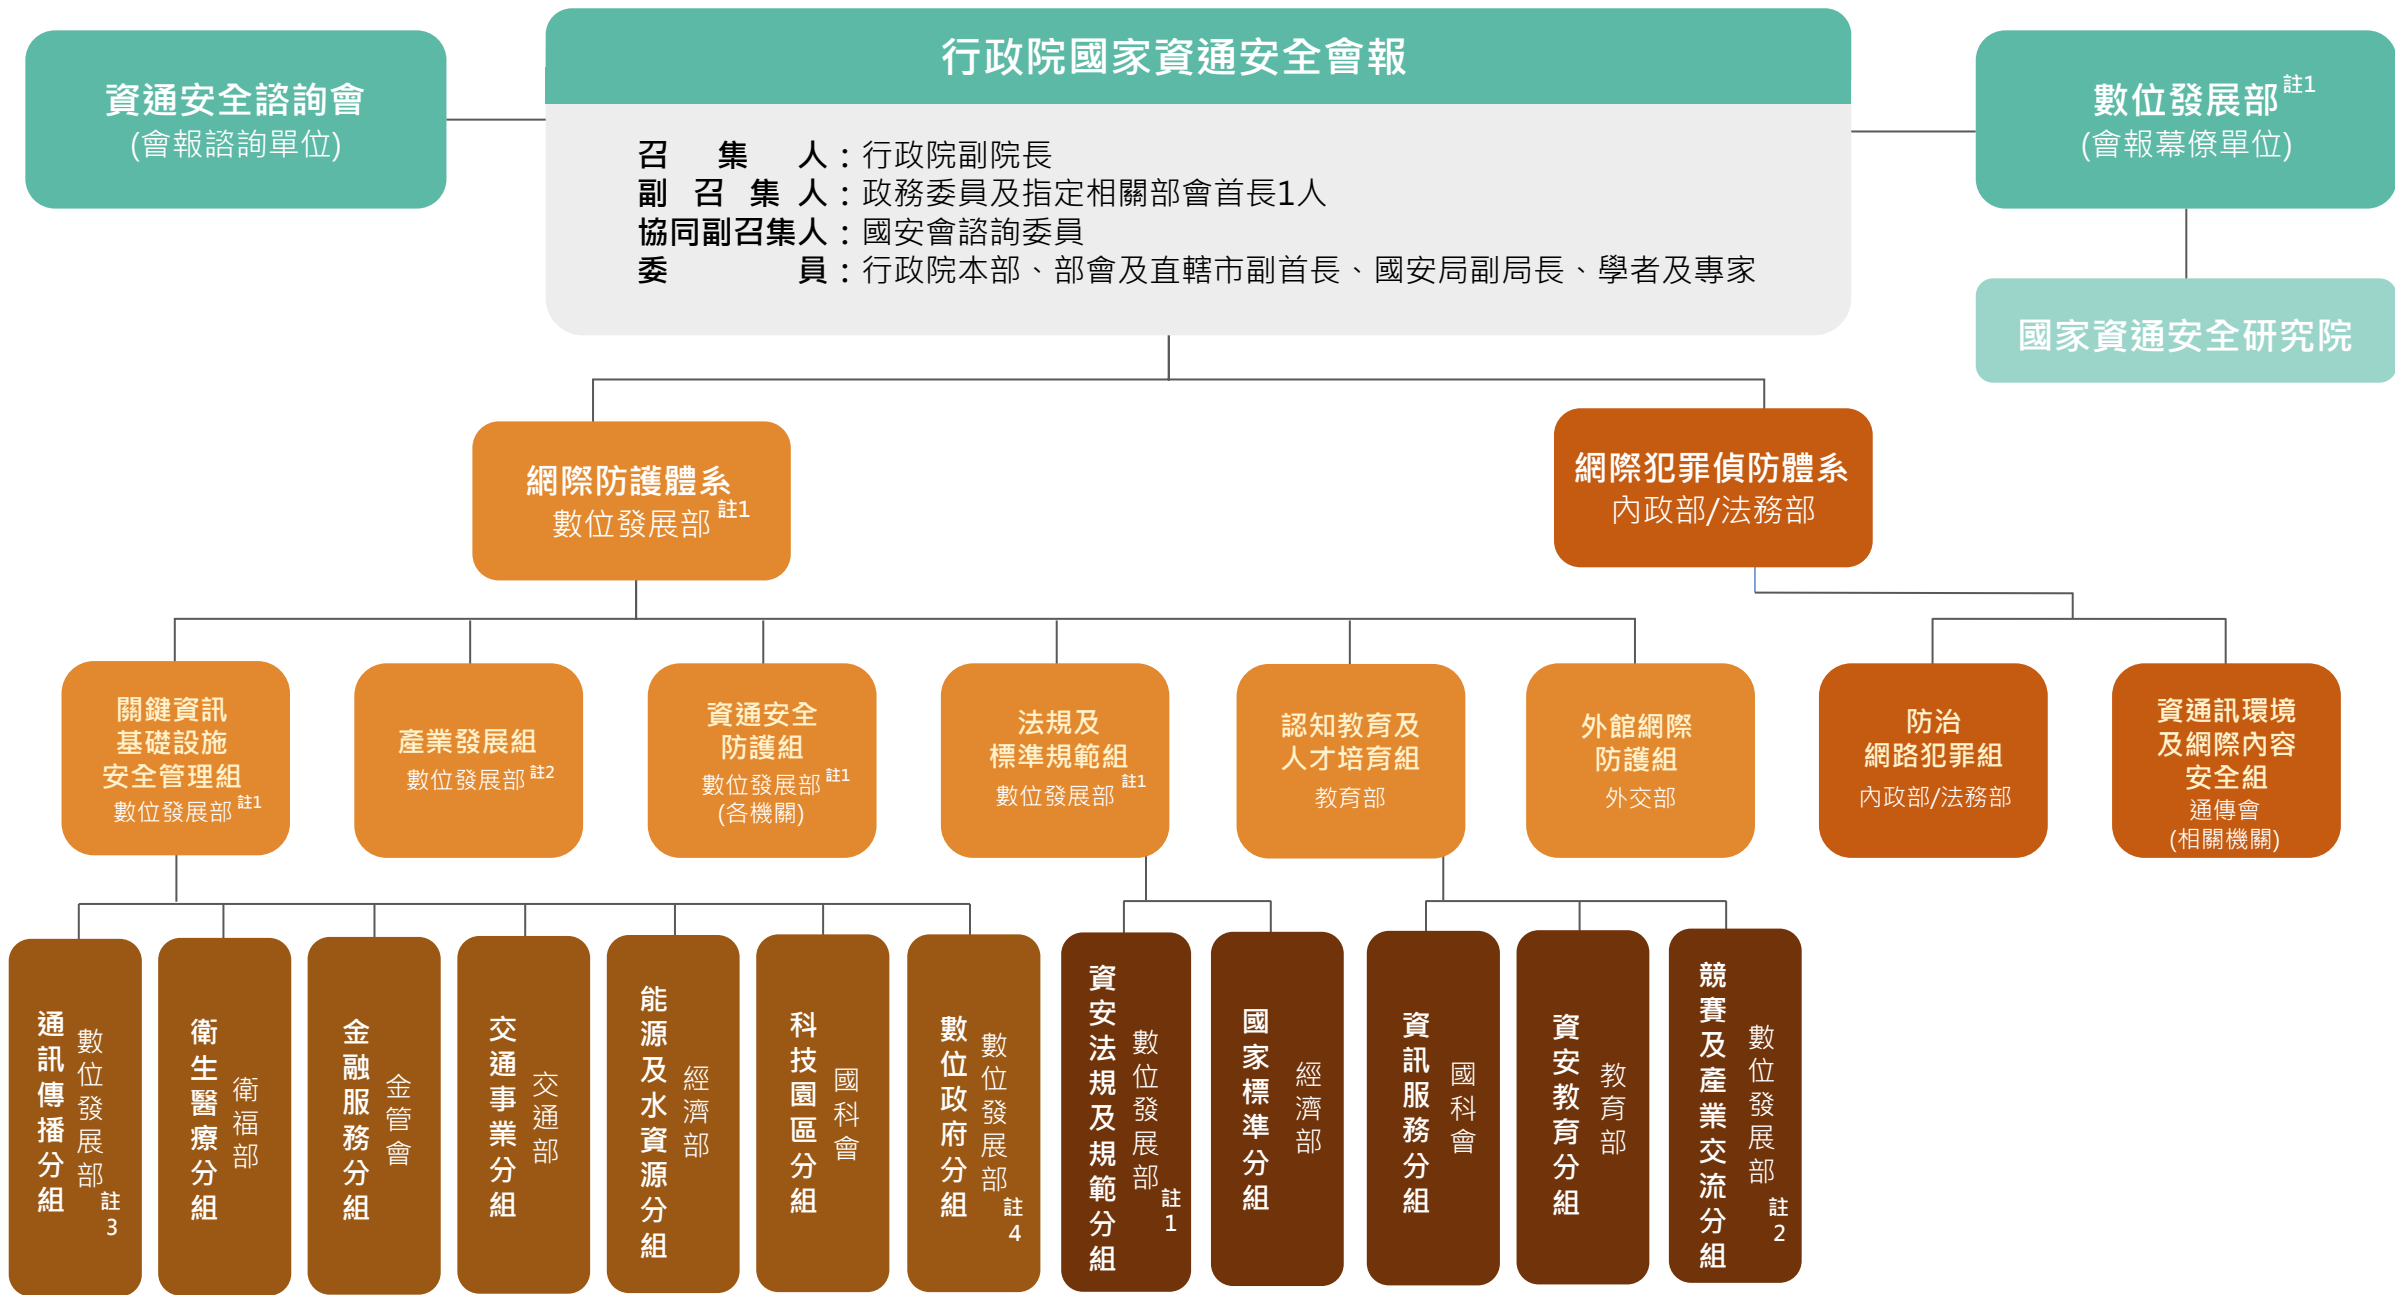 行政院國家資通安全會報
資通安全諮詢會
(會報諮詢單位)
數位發展部註1
(會報幕僚單位)
召集人：行政院副院長
副召集人：政務委員及指定相關部會首長1人
協同副召集人：國安會諮詢委員
委員：行政院本部、部會及直轄市副首長、國安局副局長、學者及專家
國家資通安全研究院
網際防護體系
數位發展部註1
網際犯罪偵防體系
內政部/法務部
關鍵資訊
基礎設施
安全管理組
數位發展部註1
產業發展組
數位發展部註2
資通安全
防護組
數位發展部註1
(各機關)
法規及
標準規範組
數位發展部註1
認知教育及
人才培育組
教育部
外館網際
防護組
外交部
防治
網路犯罪組
內政部/法務部
資通訊環境
及網際內容
安全組
通傳會
(相關機關)
通訊傳播分組
數位發展部註3
衛生醫療分組
衛福部
金融服務分組
金管會
交通事業分組
交通部
能源及水資源分組
經濟部
科技園區分組
國科會
數位政府分組
數位發展部註4
資安法規及規範分組
數位發展部註1
國家標準分組
經濟部
資訊服務分組
國科會
資安教育分組
教育部
競賽及產業交流分組
數位發展部註2